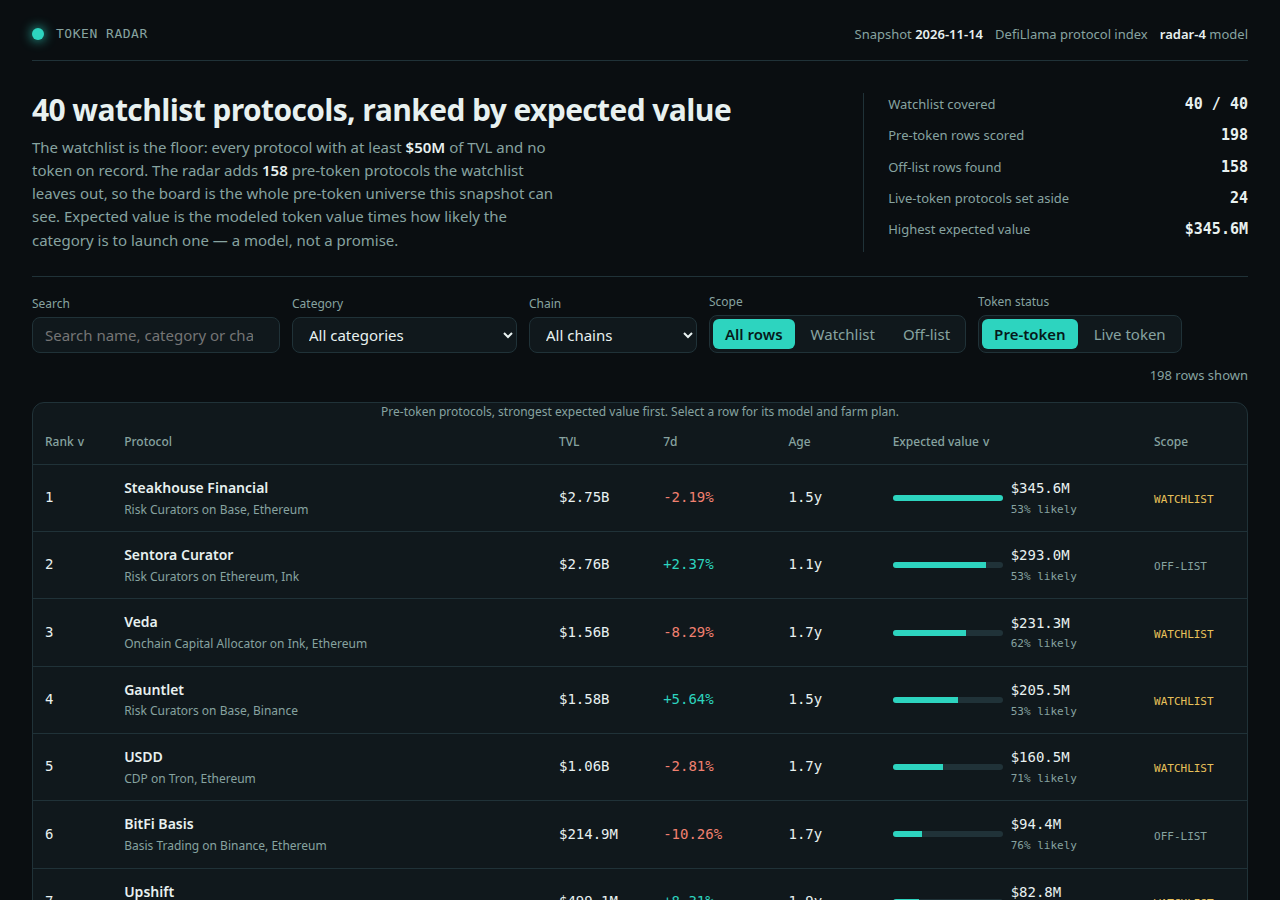 TOKEN RADAR
Snapshot 2026-11-14 DefiLlama protocol index radar-4 model
40 watchlist protocols, ranked by expected value
The watchlist is the floor: every protocol with at least $50M of TVL and no
token on record. The radar adds 158 pre-token protocols the watchlist
leaves out, so the board is the whole pre-token universe this snapshot can
see. Expected value is the modeled token value times how likely the
category is to launch one — a model, not a promise.
Watchlist covered 40 / 40
Pre-token rows scored 198
Off-list rows found 158
Live-token protocols set aside 24
Highest expected value $345.6M
Search Category Chain Scope Token status
Search name, category or cha All categories All chains All rows Watchlist Off-list Pre-token Live token
198 rows shown
Pre-token protocols, strongest expected value first. Select a row for its model and farm plan.
Rank v Protocol TVL 7d Age Expected value v Scope
1 Steakhouse Financial $2.75B -2.19% 1.5y $345.6M WATCHLIST
Risk Curators on Base, Ethereum 53% likely
2 Sentora Curator $2.76B +2.37% 1.1y $293.0M OFF-LIST
Risk Curators on Ethereum, Ink 53% likely
3 Veda $1.56B -8.29% 1.7y $231.3M WATCHLIST
Onchain Capital Allocator on Ink, Ethereum 62% likely
4 Gauntlet $1.58B +5.64% 1.5y $205.5M WATCHLIST
Risk Curators on Base, Binance 53% likely
5 USDD $1.06B -2.81% 1.7y $160.5M WATCHLIST
CDP on Tron, Ethereum 71% likely
6 BitFi Basis $214.9M -10.26% 1.7y $94.4M OFF-LIST
Basis Trading on Binance, Ethereum 76% likely
Upshift $82.8M